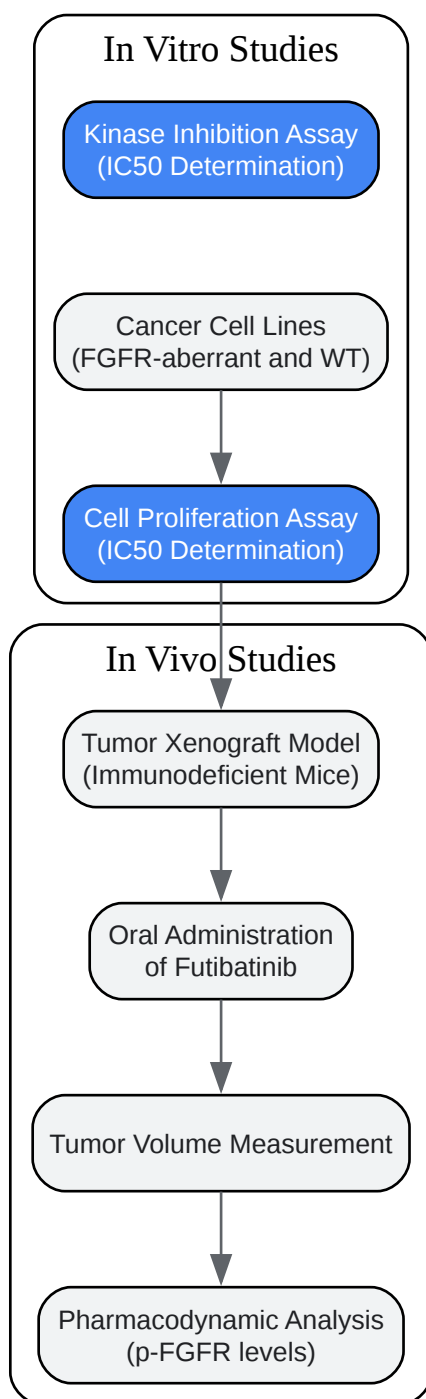 In Vitro Studies
Kinase Inhibition Assay
(IC50 Determination)
Cancer Cell Lines
(FGFR-aberrant and WT)
Cell Proliferation Assay
(IC50 Determination)
In Vivo Studies
Tumor Xenograft Model
(Immunodeficient Mice)
Oral Administration
of Futibatinib
Tumor Volume Measurement
Pharmacodynamic Analysis
(p-FGFR levels)